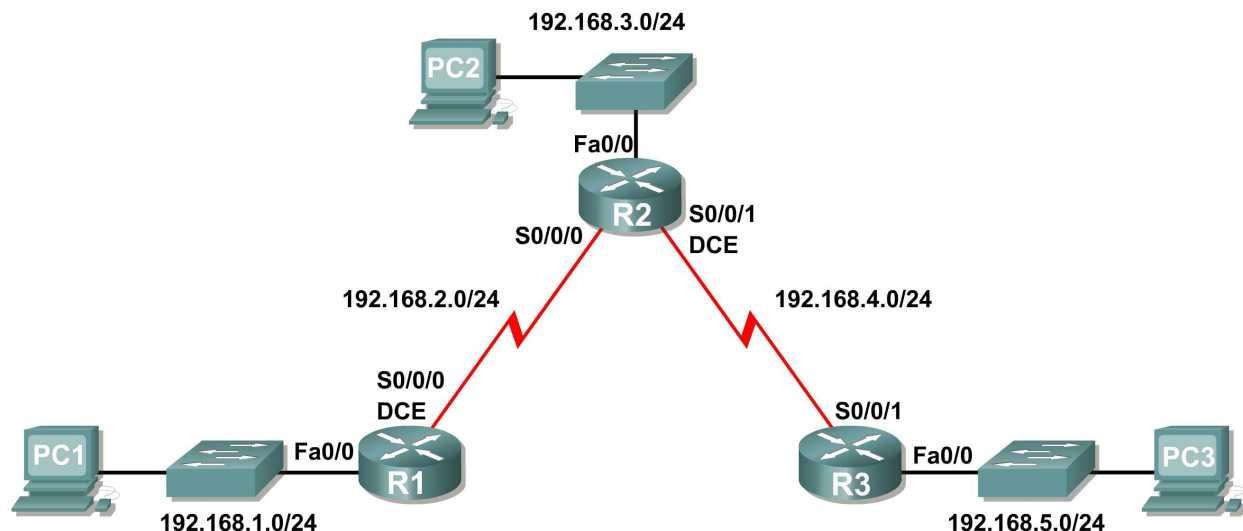 192.168.3.0/24
PC2
Fa0/0
R2
S0/0/1
DCE
S0/0/0
192.168.2.0/24
192.168.4.0/24
S0/0/0
DCE
S0/0/1
PC1
Fa0/0
R1
R3
Fa0/0
PC3
192.168.1.0/24
192.168.5.0/24